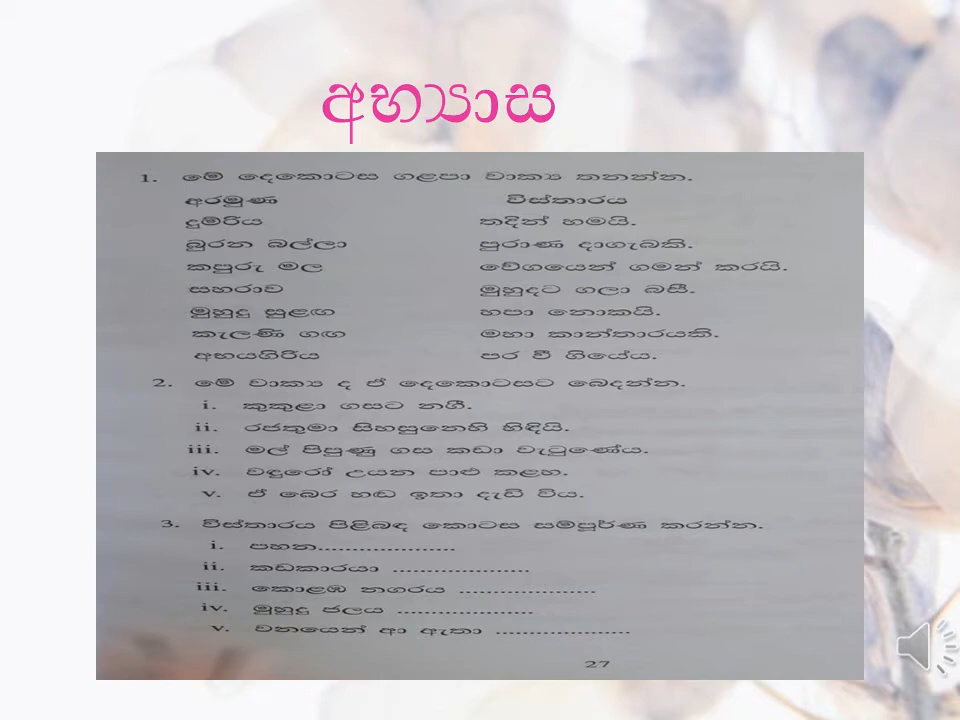 අභ්‍යාස
1. මේ දෙකොටස ගළපා වාක්‍ය තනන්න.
අරමුණ විස්තාරය
දුම්රිය තදින් හමයි.
බුරන බල්ලා පුරාණ දාගැබකි.
කපුරු මල වේගයෙන් ගමන් කරයි.
සහරාව මුහුදට ගලා බසී.
මුහුදු සුළඟ හපා නොකයි.
කැලණි ගඟ මහා කාන්තාරයකි.
අභයගිරිය පර වී ගියේය.
2. මේ වාක්‍ය ද ඒ දෙකොටසට බෙදන්න.
i. කුකුළා ගසට නගී.
ii. රජතුමා සිහසුනෙහි හිඳියි.
iii. මල් පිපුණු ගස කඩා වැටුණේය.
iv. වඳුරෝ උයන පාළු කළහ.
v. ඒ බෙර හඬ ඉතා දැඩි විය.
3. විස්තාරය පිළිබඳ කොටස සම්පූර්ණ කරන්න.
i. පහන....................
ii. කඩකාරයා ....................
iii. කොළඹ නගරය ....................
iv. මුහුදු ජලය ....................
v. වනයෙන් ආ ඇතා ....................
27